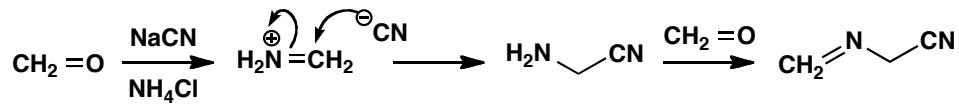 CH₂=O
NaCN
NH₄Cl
⊕
H₂N=CH₂
⊖
CN
H₂N
CN
CH₂=O
CH₂
N
CN